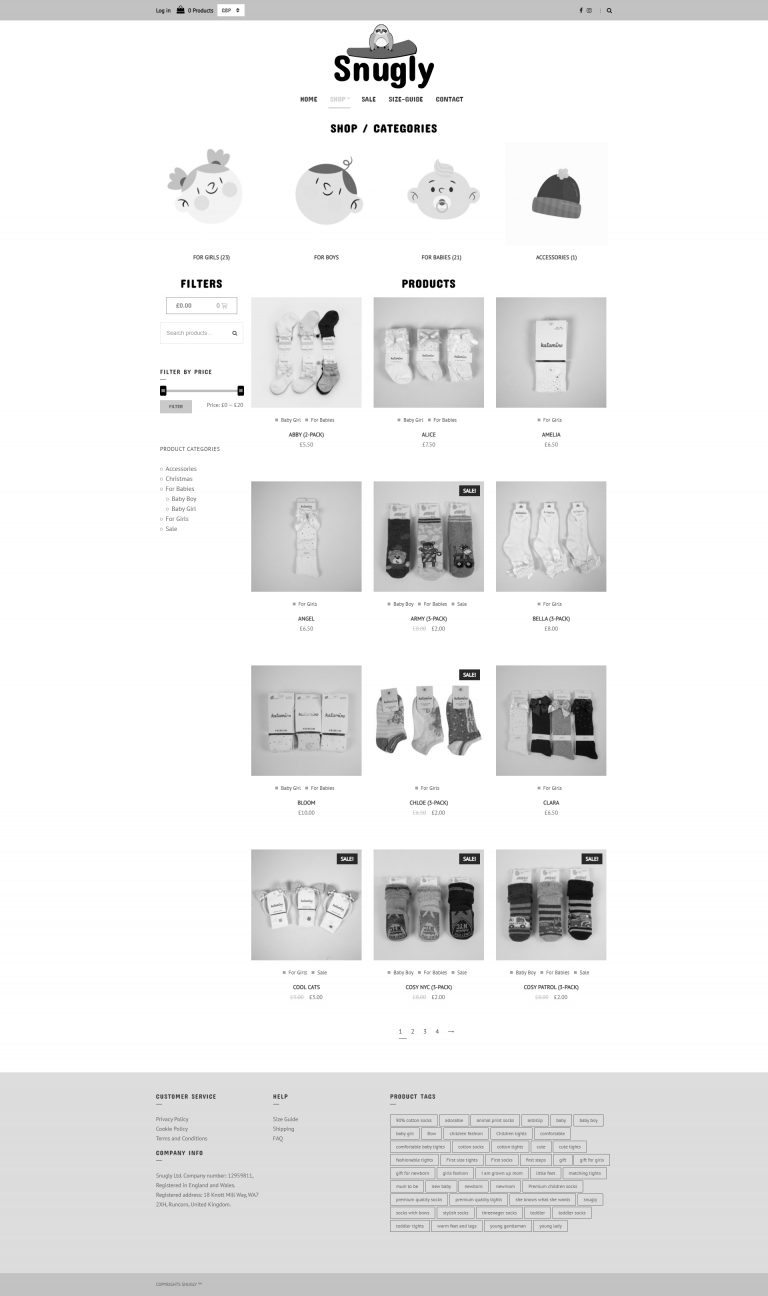 Log in 0 Products GBP
Snugly
HOME SHOP SALE SIZE-GUIDE CONTACT
SHOP / CATEGORIES
FOR GIRLS (23) FOR BOYS FOR BABIES (21) ACCESSORIES (1)
FILTERS
£0.00 0
Search products…
FILTER BY PRICE
FILTER Price: £0 — £20
PRODUCT CATEGORIES
Accessories
Christmas
For Babies
Baby Boy
Baby Girl
For Girls
Sale
PRODUCTS
Baby Girl For Babies
ABBY (2-PACK)
£5.50
Baby Girl For Babies
ALICE
£7.50
For Girls
AMELIA
£6.50
For Girls
ANGEL
£6.50
SALE!
Baby Boy For Babies Sale
ARMY (3-PACK)
£8.00 £2.00
For Girls
BELLA (3-PACK)
£8.00
Baby Girl For Babies
BLOOM
£10.00
SALE!
For Girls
CHLOE (3-PACK)
£6.50 £2.00
For Girls
CLARA
£6.50
SALE!
For Girls Sale
COOL CATS
£7.00 £3.00
SALE!
Baby Boy For Babies Sale
COSY NYC (3-PACK)
£8.00 £2.00
SALE!
Baby Boy For Babies Sale
COSY PATROL (3-PACK)
£8.00 £2.00
1 2 3 4 →
CUSTOMER SERVICE
Privacy Policy
Cookie Policy
Terms and Conditions
COMPANY INFO
Snugly Ltd. Company number: 12959811,
Registered in England and Wales.
Registered address: 18 Knott Mill Way, WA7
2XH, Runcorn, United Kingdom.
HELP
Size Guide
Shipping
FAQ
PRODUCT TAGS
90% cotton socks adorable animal print socks antislip baby baby boy
baby girl Bow children fashion Children tights comfortable
comfortable baby tights cotton socks cotton tights cute cute tights
fashionable tights First size tights First socks first steps gift gift for girls
gift for newborn girls fashion I am grown up mom little feet matching tights
mum to be new baby newborn newmom Premium children socks
premium quality socks premium quality tights she knows what she wants snugly
socks with bows stylish socks threenager socks toddler toddler socks
toddler tights warm feet and legs young gentleman young lady
COPYRIGHTS SNUGLY ™